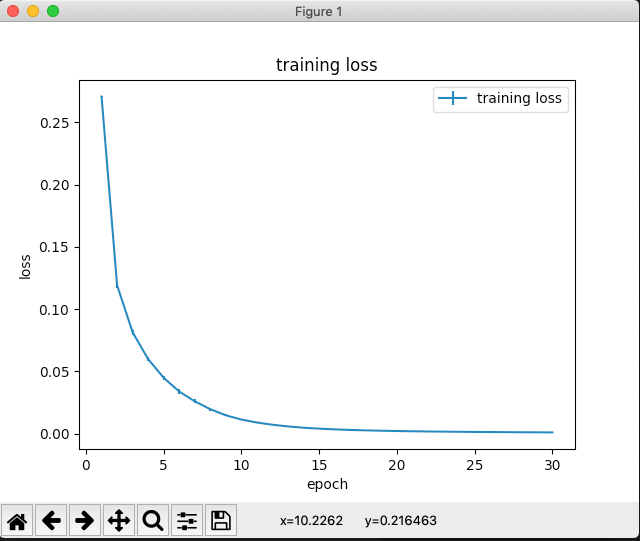 Figure 1
training loss
training loss
0.25
0.20
0.15
0.10
0.05
0.00
loss
0 5 10 15 20 25 30
epoch
x=10.2262 y=0.216463